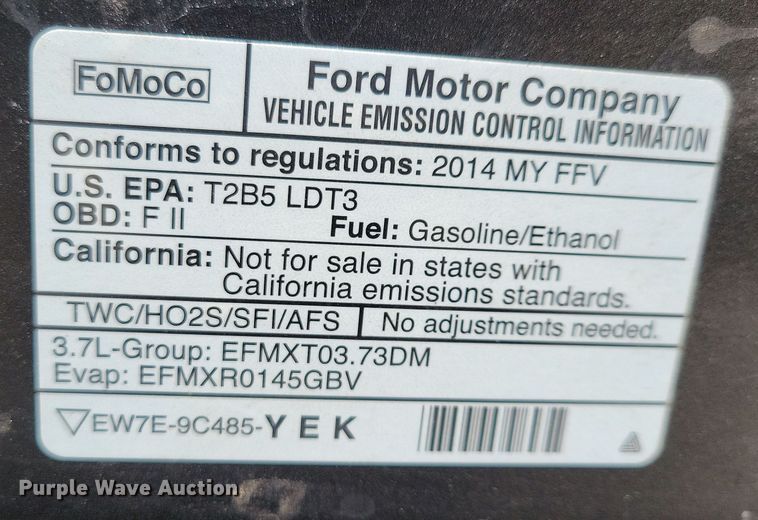 FoMoCo
Ford Motor Company
VEHICLE EMISSION CONTROL INFORMATION
Conforms to regulations: 2014 MY FFV
U.S. EPA: T2B5 LDT3
OBD: F II Fuel: Gasoline/Ethanol
California: Not for sale in states with
California emissions standards.
TWC/HO2S/SFI/AFS No adjustments needed.
3.7L-Group: EFMXT03.73DM
Evap: EFMXR0145GBV
EW7E-9C485-Y E K
Purple Wave Auction